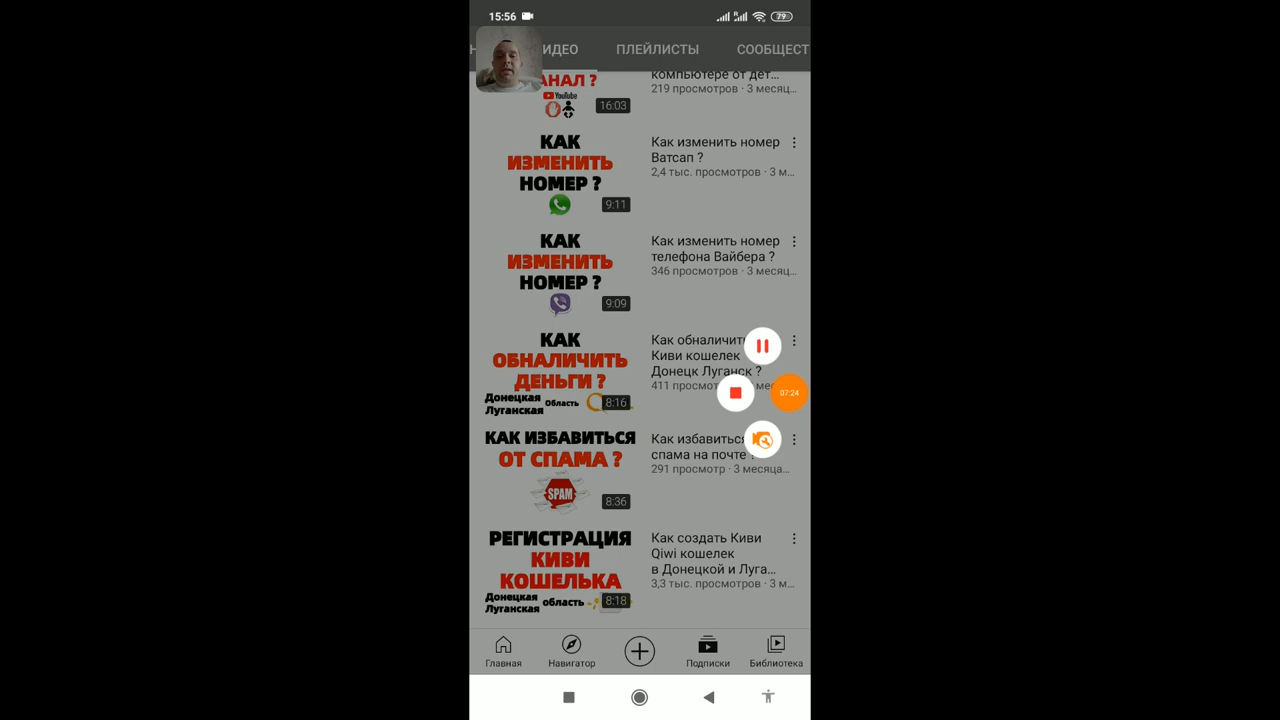 15:56
79
Н
ИДЕО
ПЛЕЙЛИСТЫ
СООБЩЕСТ
АНАЛ ?
YouTube
16:03
компьютере от дет...
219 просмотров · 3 месяц...
КАК
ИЗМЕНИТЬ
НОМЕР ?
9:11
Как изменить номер
Ватсап ?
2,4 тыс. просмотров · 3 м...
КАК
ИЗМЕНИТЬ
НОМЕР ?
9:09
Как изменить номер
телефона Вайбера ?
346 просмотров · 3 месяц...
КАК
ОБНАЛИЧИТЬ
ДЕНЬГИ ?
Донецкая
Луганская
Область
8:16
Как обналичить
Киви кошелек
Донецк Луганск ?
411 просмот
07:24
КАК ИЗБАВИТЬСЯ
ОТ СПАМА ?
SPAM
8:36
Как избавитьс
спама на почте ?
291 просмотр · 3 месяца...
РЕГИСТРАЦИЯ
КИВИ
КОШЕЛЬКА
Донецкая
Луганская
область
8:18
Как создать Киви
Qiwi кошелек
в Донецкой и Луга...
3,3 тыс. просмотров · 3 м...
Главная
Навигатор
Подписки
Библиотека